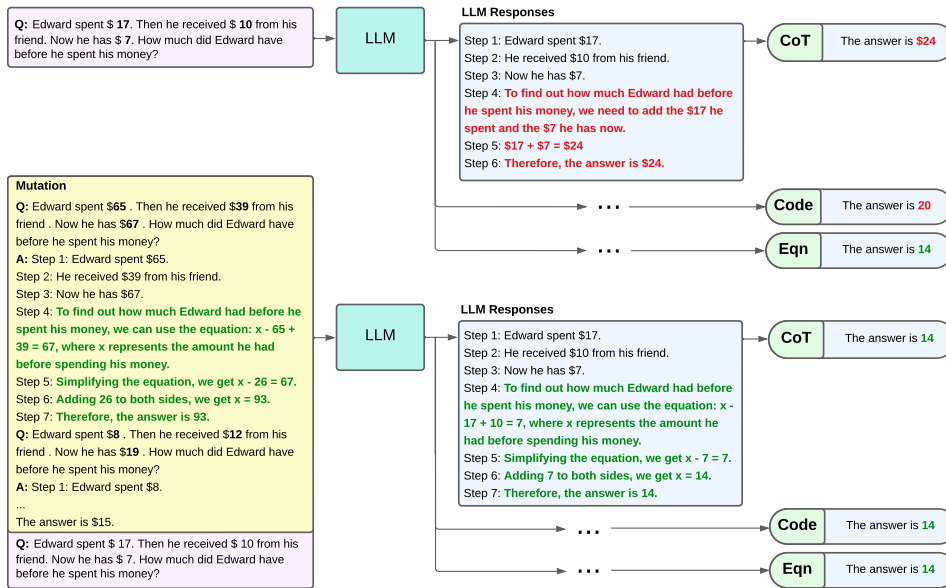 Q: Edward spent $ 17. Then he received $ 10 from his
friend. Now he has $ 7. How much did Edward have
before he spent his money?
LLM
LLM Responses
Step 1: Edward spent $17.
Step 2: He received $10 from his friend.
Step 3: Now he has $7.
Step 4: To find out how much Edward had before
he spent his money, we need to add the $17 he
spent and the $7 he has now.
Step 5: $17 + $7 = $24
Step 6: Therefore, the answer is $24.
CoT The answer is $24
... Code The answer is 20
... Eqn The answer is 14
Mutation
Q: Edward spent $65 . Then he received $39 from his
friend . Now he has $67 . How much did Edward have
before he spent his money?
A: Step 1: Edward spent $65.
Step 2: He received $39 from his friend.
Step 3: Now he has $67.
Step 4: To find out how much Edward had before he
spent his money, we can use the equation: x - 65 +
39 = 67, where x represents the amount he had
before spending his money.
Step 5: Simplifying the equation, we get x - 26 = 67.
Step 6: Adding 26 to both sides, we get x = 93.
Step 7: Therefore, the answer is 93.
Q: Edward spent $8 . Then he received $12 from his
friend . Now he has $19 . How much did Edward have
before he spent his money?
A: Step 1: Edward spent $8.
...
The answer is $15.
Q: Edward spent $ 17. Then he received $ 10 from his
friend. Now he has $ 7. How much did Edward have
before he spent his money?
LLM
LLM Responses
Step 1: Edward spent $17.
Step 2: He received $10 from his friend.
Step 3: Now he has $7.
Step 4: To find out how much Edward had before
he spent his money, we can use the equation: x -
17 + 10 = 7, where x represents the amount he
had before spending his money.
Step 5: Simplifying the equation, we get x - 7 = 7.
Step 6: Adding 7 to both sides, we get x = 14.
Step 7: Therefore, the answer is 14.
CoT The answer is 14
... Code The answer is 14
... Eqn The answer is 14